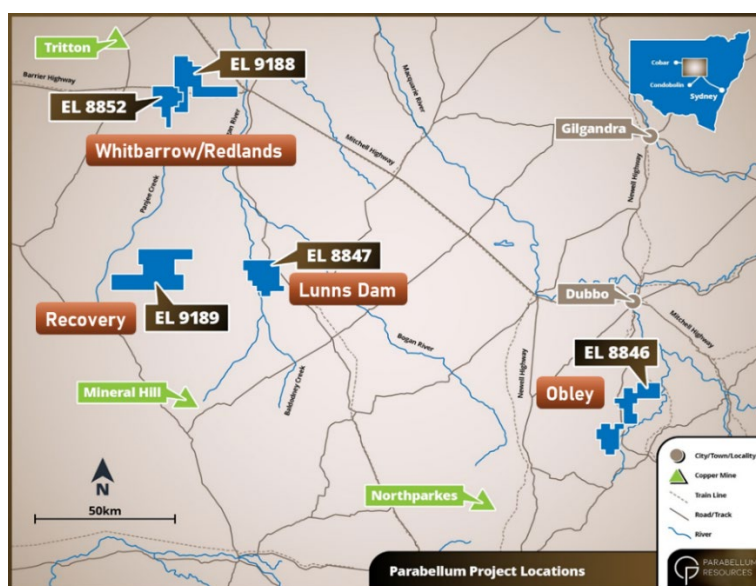 Tritton
Barrier Highway
EL 9188
EL 8852
Whitbarrow/Redlands
Macquarie River
Mitchell Highway
Cobar
Condobolin
Sydney
Gilgandra
Newell Highway
EL 8847
Lunns Dam
Recovery
EL 9189
Dubbo
Mitchell Highway
Bogan River
EL 8846
Obley
Newell Highway
Mineral Hill
Northparkes
N
50km
City/Town/Locality
Copper Mine
Train Line
Road/Track
River
Parabellum Project Locations
PARABELLUM
RESOURCES